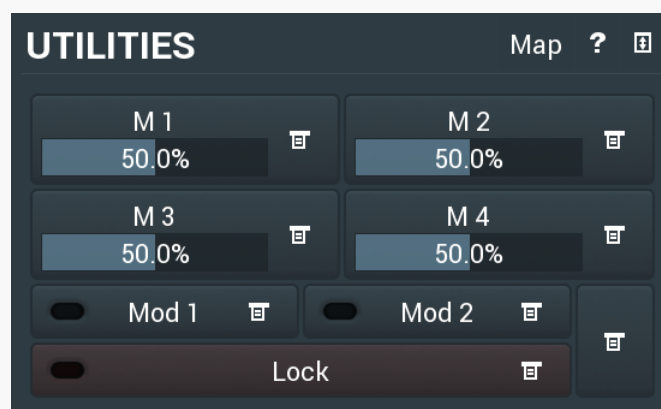 UTILITIES Map ?
M 1 M 2
50.0% 50.0%
M 3 M 4
50.0% 50.0%
Mod 1 Mod 2
Lock